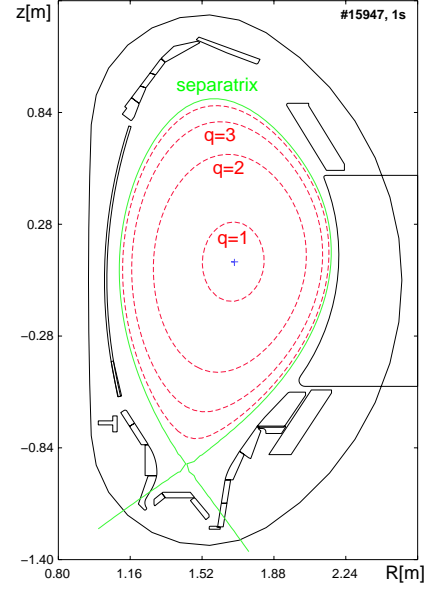 z[m]
#15947, 1s
separatrix
0.84
q=3
q=2
0.28
q=1
−0.28
−0.84
−1.40
0.80 1.16 1.52 1.88 2.24 R[m]